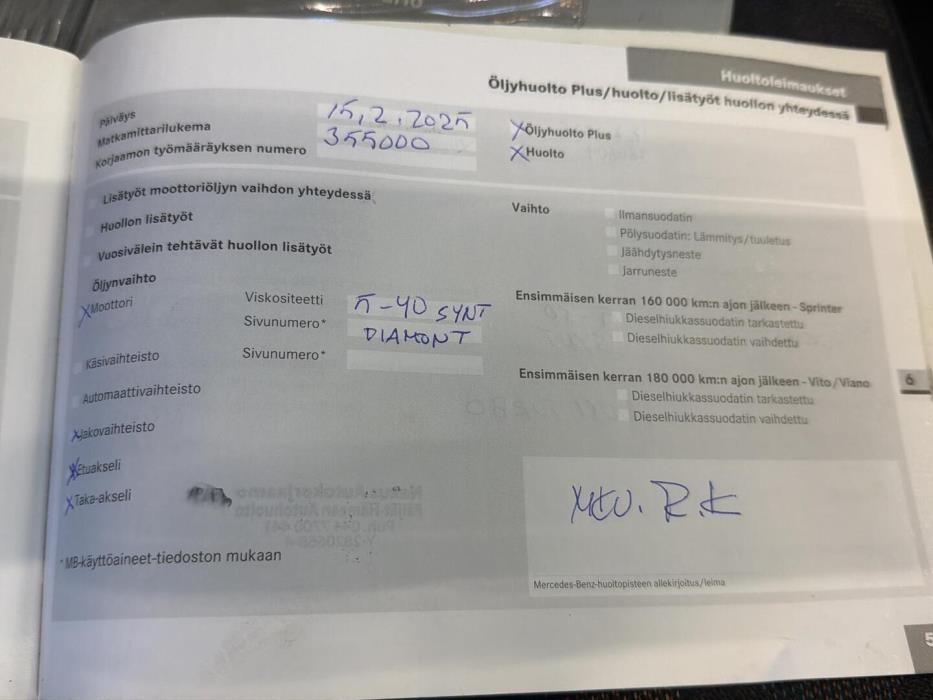 Huoltoleimaukset
Öljyhuolto Plus/huolto/lisätyöt huollon yhteydessä
Päiväys 15.2.2025
Matkamittarilukema 355000
Korjaamon työmääräyksen numero
X Öljyhuolto Plus
X Huolto
Lisätyöt moottoriöljyn vaihdon yhteydessä
Huollon lisätyöt
Vuosivälein tehtävät huollon lisätyöt
Öljynvaihto
X Moottori Viskositeetti 5-40 SYNT
Sivunumero* DIAMONT
Käsivaihteisto Sivunumero*
Automaattivaihteisto
X Jakovaihteisto
X Etuakseli
X Taka-akseli
*MB-käyttöaineet-tiedoston mukaan
Vaihto Ilmansuodatin
Pölysuodatin: Lämmitys/tuuletus
Jäähdytysneste
Jarruneste
Ensimmäisen kerran 160 000 km:n ajon jälkeen - Sprinter
Dieselhiukkassuodatin tarkastettu
Dieselhiukkassuodatin vaihdettu
Ensimmäisen kerran 180 000 km:n ajon jälkeen - Vito/Viano
Dieselhiukkassuodatin tarkastettu
Dieselhiukkassuodatin vaihdettu
R.K
Mercedes-Benz-huoltopisteen allekirjoitus/leima
6
5